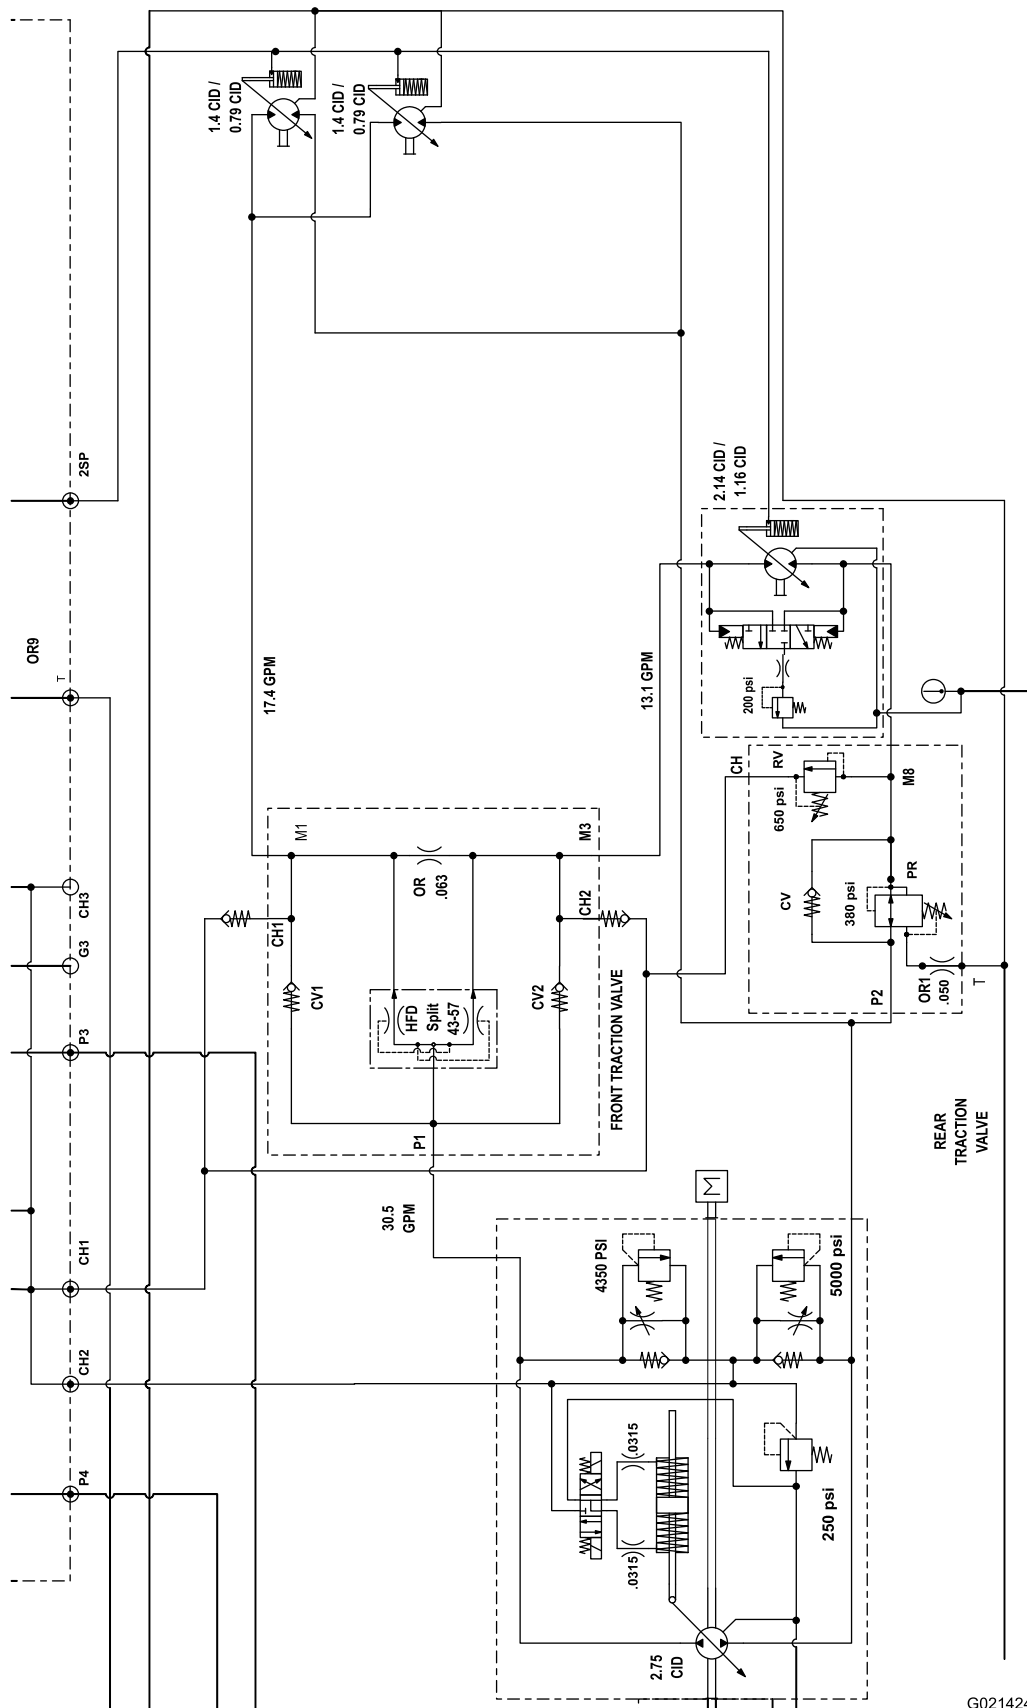 1.4 CID /
0.79 CID
1.4 CID /
0.79 CID
2SP
2.14 CID /
1.16 CID
OR9
T
17.4 GPM
13.1 GPM
200 psi
CH
RV
650 psi
M8
M1
M3
OR
.063
CH3
CH1
CH2
CV
380 psi
PR
G3
CV1
HFD
Split
43-57
CV2
P2
OR1
.050
T
P3
FRONT TRACTION VALVE
P1
REAR
TRACTION
VALVE
30.5
GPM
M
CH1
4350 PSI
5000 psi
CH2
.0315
P4
250 psi
.0315
2.75
CID
G021424